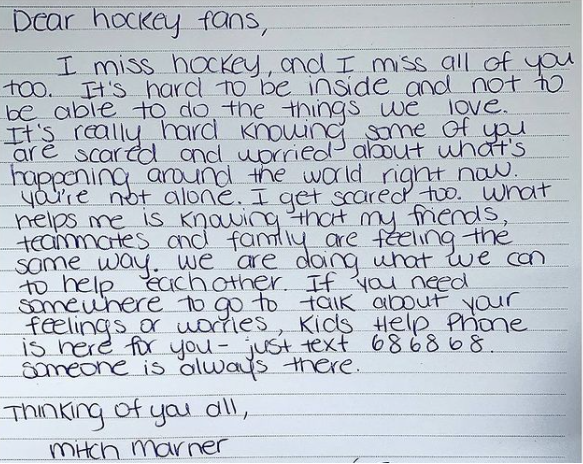 Dear hockey fans,
I miss hockey, and I miss all of you
too. It's hard to be inside and not to
be able to do the things we love.
It's really hard knowing some of you
are scared and worried about what's
happening around the world right now.
You're not alone. I get scared too. What
helps me is knowing that my friends,
teammates and family are feeling the
same way. We are doing what we can
to help each other. If you need
somewhere to go to talk about your
feelings or worries, Kids Help Phone
is here for you - just text 686868.
Someone is always there.
Thinking of you all,
mitch marner